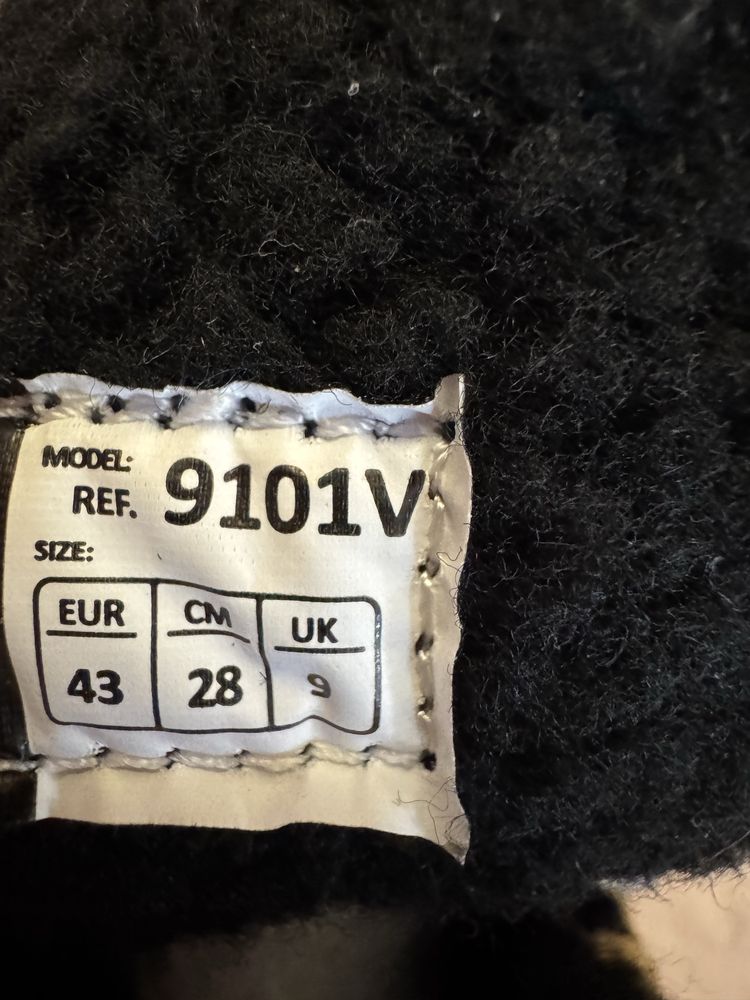 MODEL:
REF. 9101V
SIZE:
EUR CM UK
43 28 9